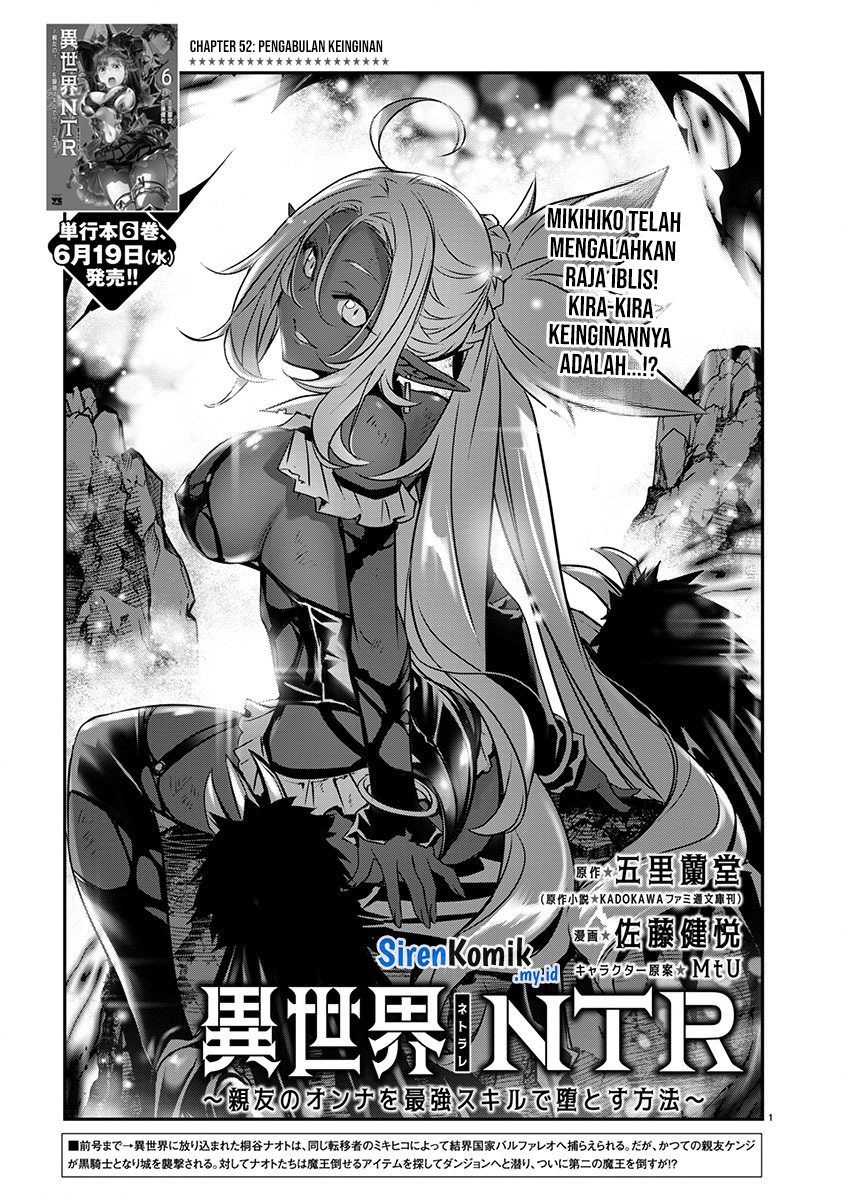 CHAPTER 52: PENGABULAN KEINGINAN
異世界NTR
6
単行本6巻、
6月19日(水)
発売!!
MIKIHIKO TELAH
MENGALAHKAN
RAJA IBLIS!
KIRA-KIRA
KEINGINANNYA
ADALAH...!?
原作★五里蘭堂
(原作小説★KADOKAWAファミ通文庫刊)
漫画★佐藤健悦
キャラクター原案★MtU
SirenKomik
.my.id
異世界NTR
ネトラレ
~親友のオンナを最強スキルで堕とす方法~
1
■前号まで→異世界に放り込まれた桐谷ナオトは、同じ転移者のミキヒコによって結界国家バルファレオへ捕えられる。だが、かつての親友ケンジ
が黒騎士となり城を襲撃される。対してナオトたちは魔王倒せるアイテムを探してダンジョンへと潜り、ついに第二の魔王を倒すが!?